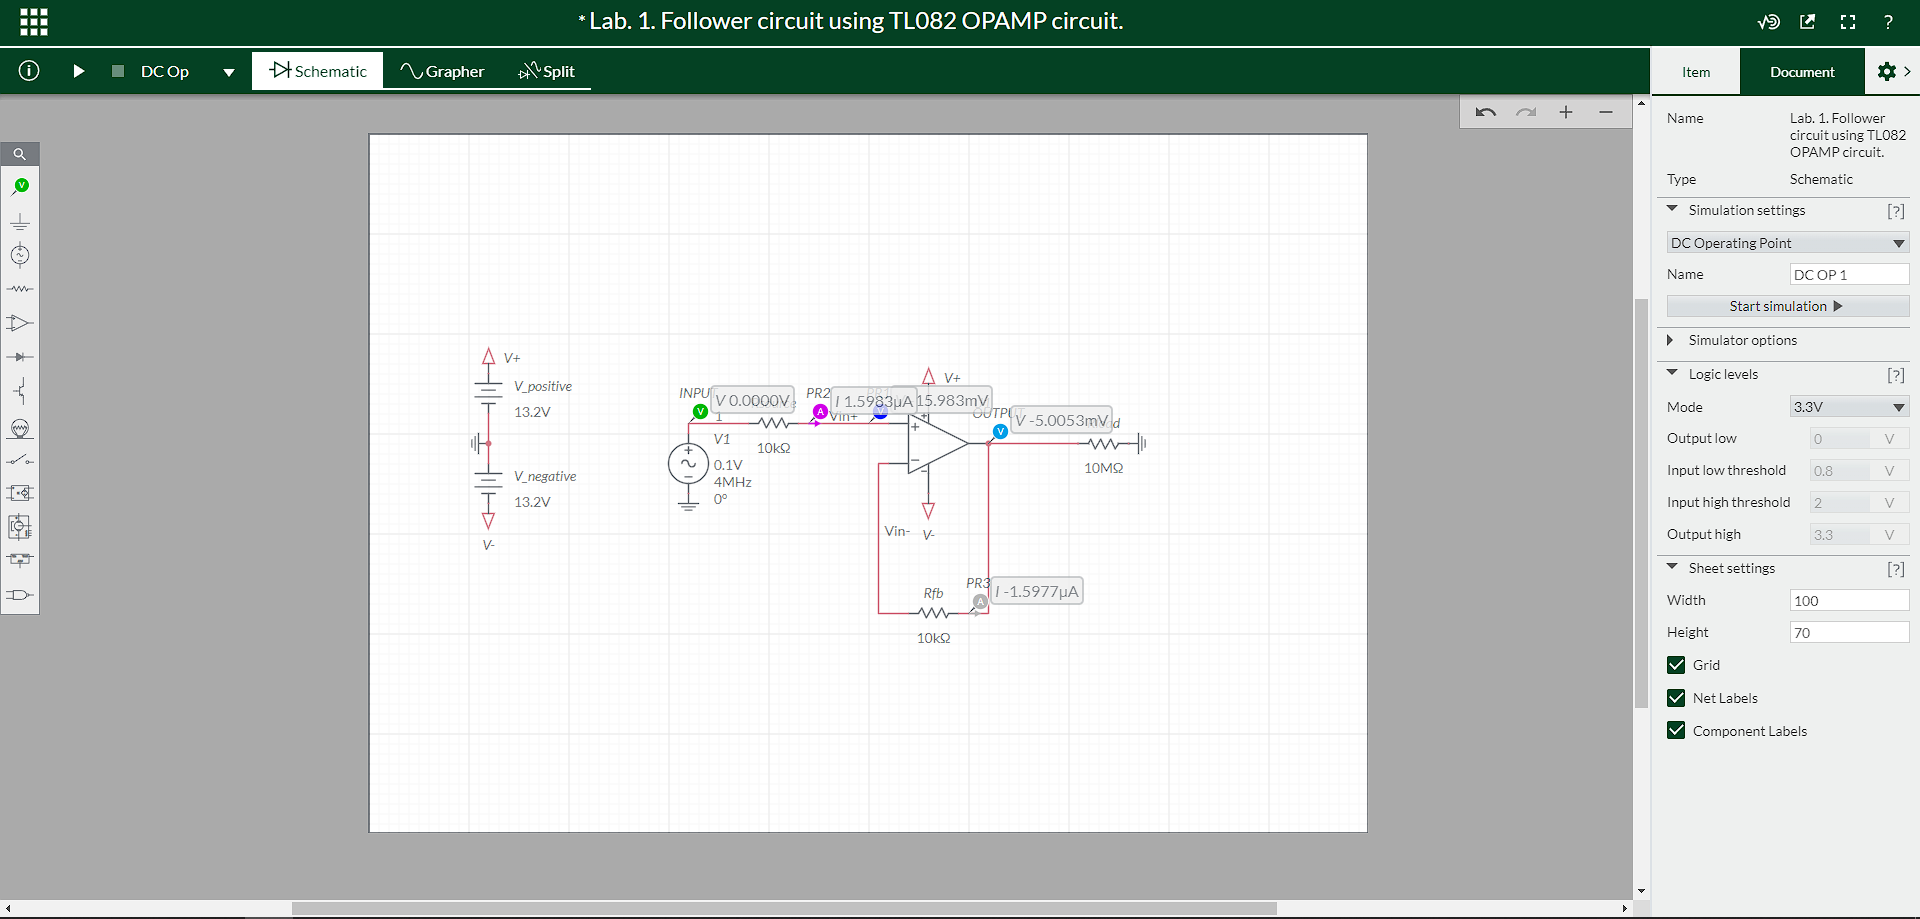 * Lab. 1. Follower circuit using TL082 OPAMP circuit.
?
DC Op
Schematic
Grapher
Split
Item
Document
Name
Lab. 1. Follower
circuit using TL082
OPAMP circuit.
Type
Schematic
Simulation settings
[?]
DC Operating Point
Name
DC OP 1
Start simulation
Simulator options
Logic levels
[?]
Mode
3.3V
Output low
0 V
Input low threshold
0.8 V
Input high threshold
2 V
Output high
3.3 V
Sheet settings
[?]
Width
100
Height
70
Grid
Net Labels
Component Labels
V+
V_positive
13.2V
V_negative
13.2V
V-
INPU
V
V 0.0000V
1
V1
0.1V
4MHz
0°
10kΩ
PR2
A
I 1.5983µA
Vin+
V
15.983mV
V+
OUTPU
V
V -5.0053mV
d
10MΩ
Vin-
V-
Rfb
10kΩ
PR3
A
I -1.5977µA
V